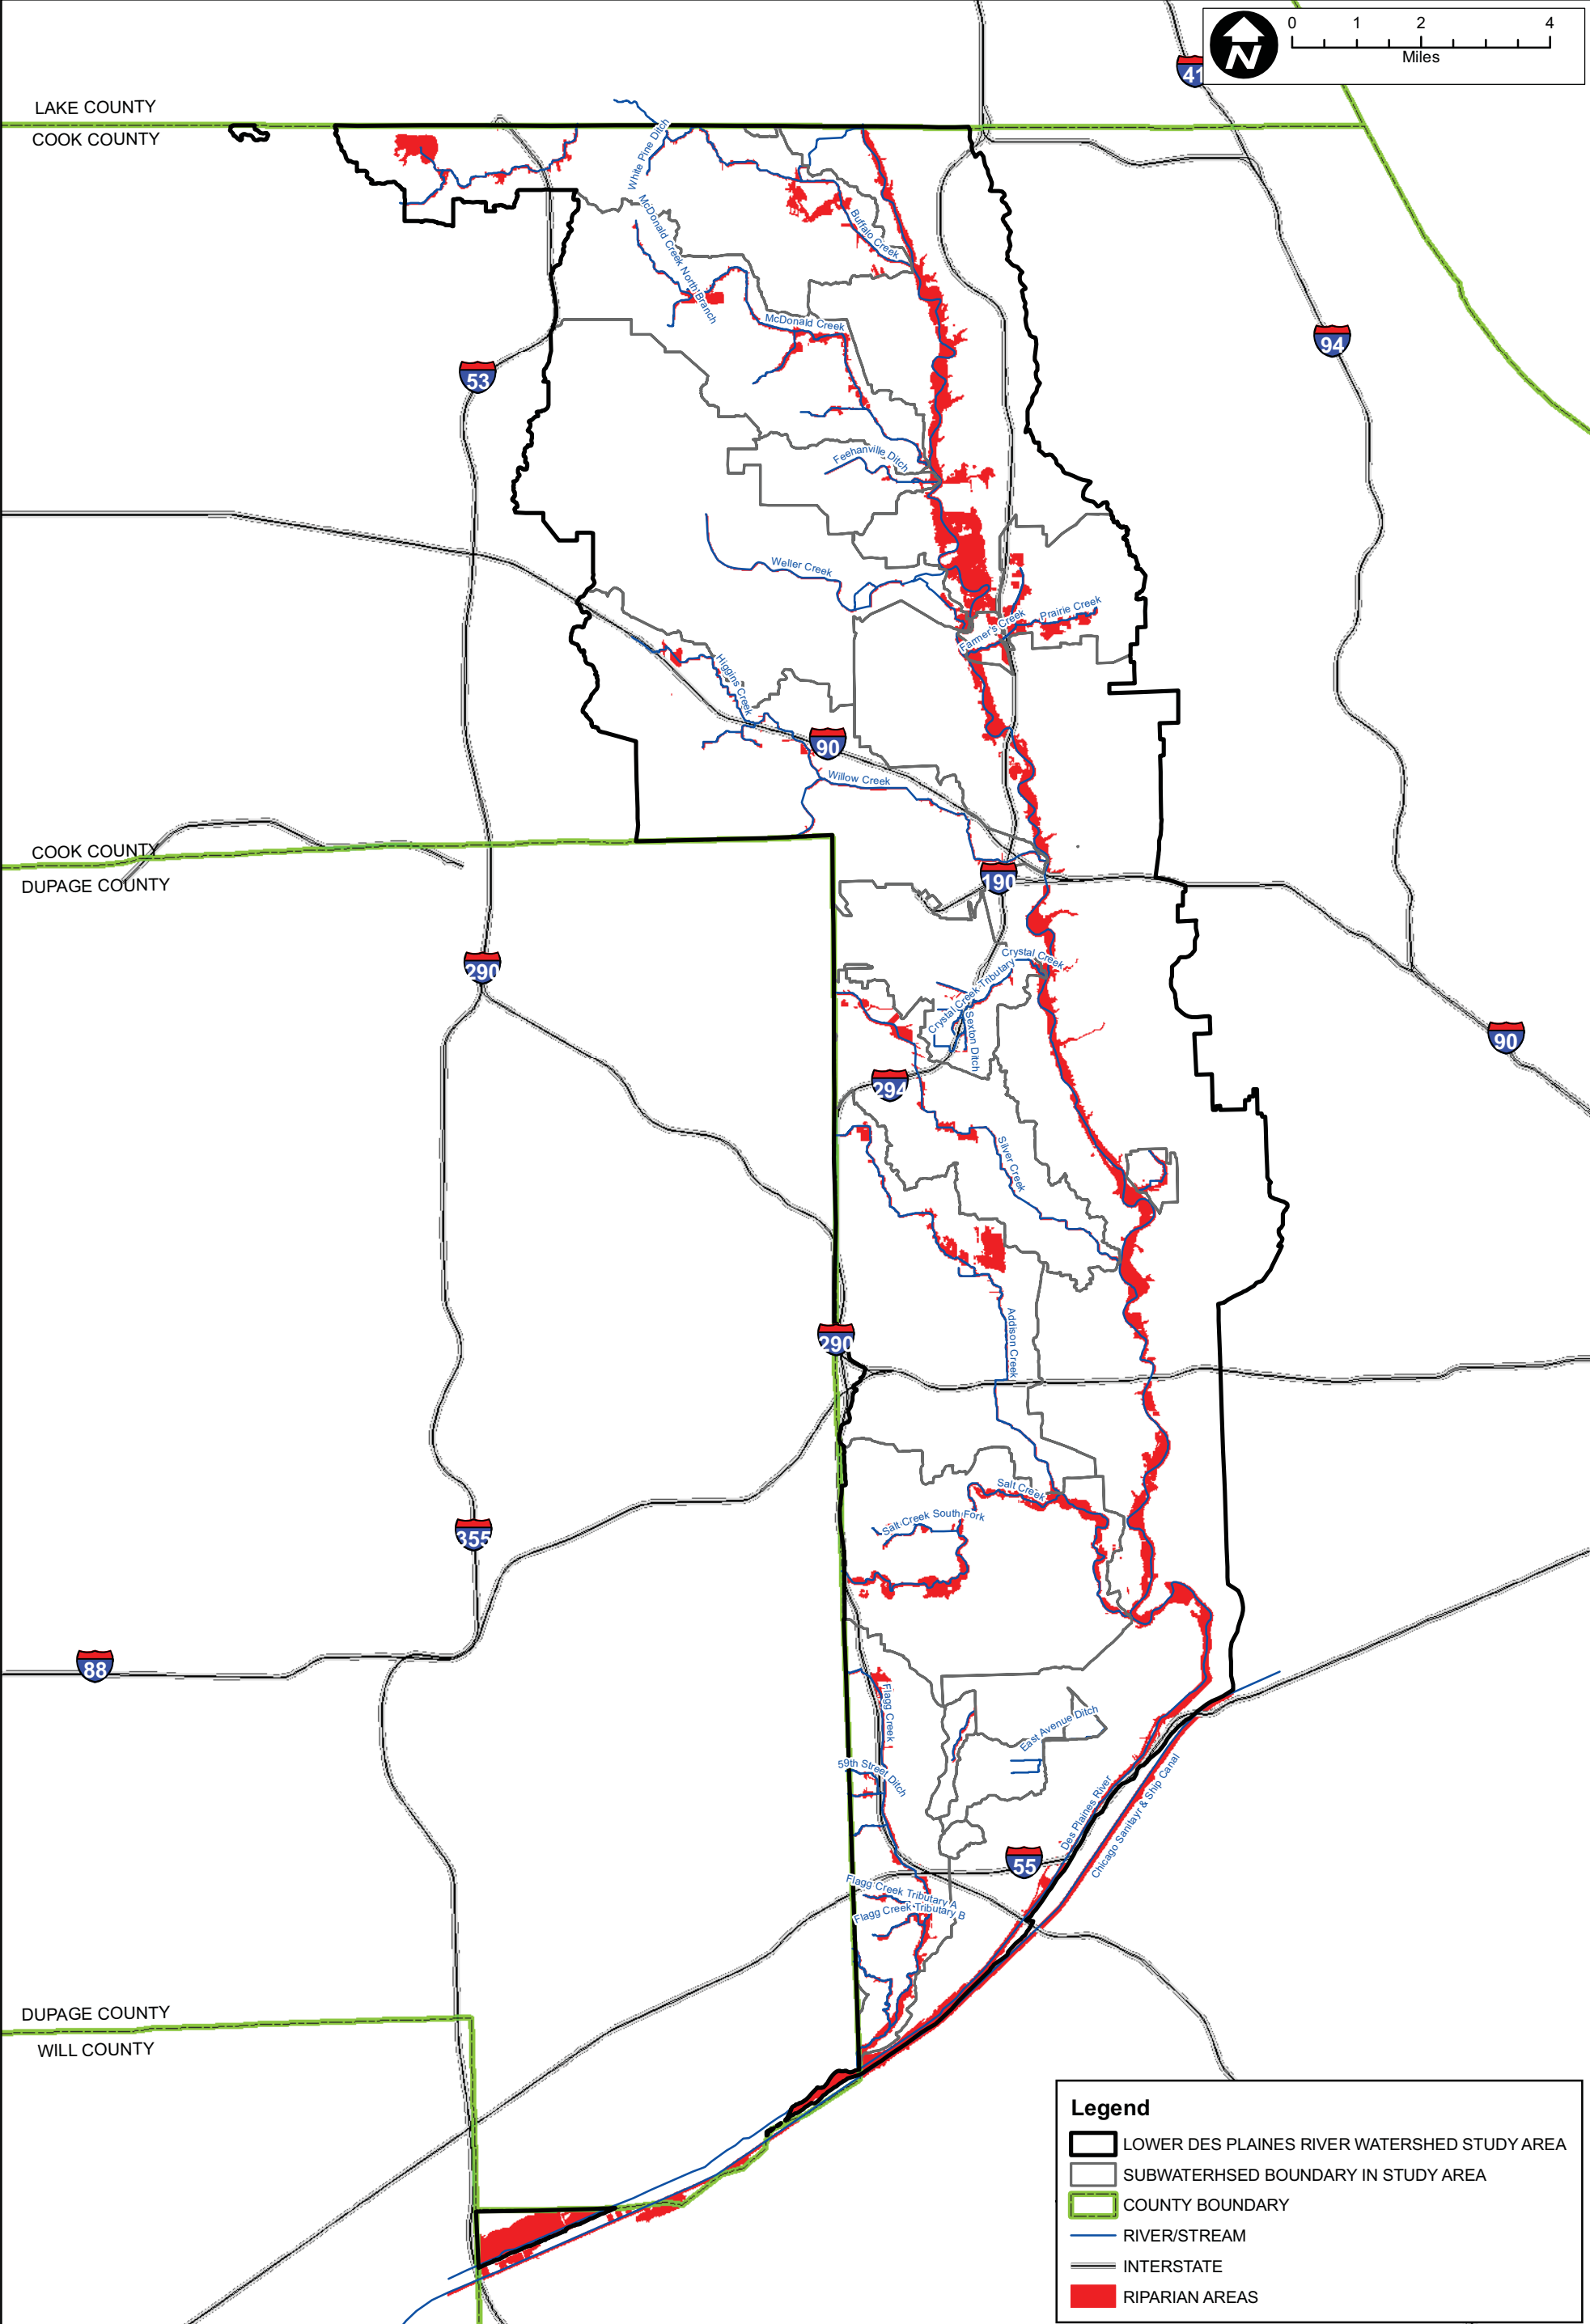 0 1 2 4
Miles
N
41
LAKE COUNTY
COOK COUNTY
White Pine Ditch
McDonald Creek North Branch
Buffalo Creek
McDonald Creek
94
53
Feehanville Ditch
Weller Creek
Prairie Creek
Farmer's Creek
Higgins Creek
90
Willow Creek
COOK COUNTY
DUPAGE COUNTY
190
290
Crystal Creek
Crystal Creek Tributary
Sexton Ditch
90
294
Silver Creek
290
Addison Creek
Salt Creek
Salt Creek South Fork
355
88
Flagg Creek
East Avenue Ditch
59th Street Ditch
Des Plaines River
Chicago Sanitayr & Ship Canal
55
Flagg Creek Tributary A
Flagg Creek Tributary B
DUPAGE COUNTY
WILL COUNTY
Legend
LOWER DES PLAINES RIVER WATERSHED STUDY AREA
SUBWATERHSED BOUNDARY IN STUDY AREA
COUNTY BOUNDARY
RIVER/STREAM
INTERSTATE
RIPARIAN AREAS